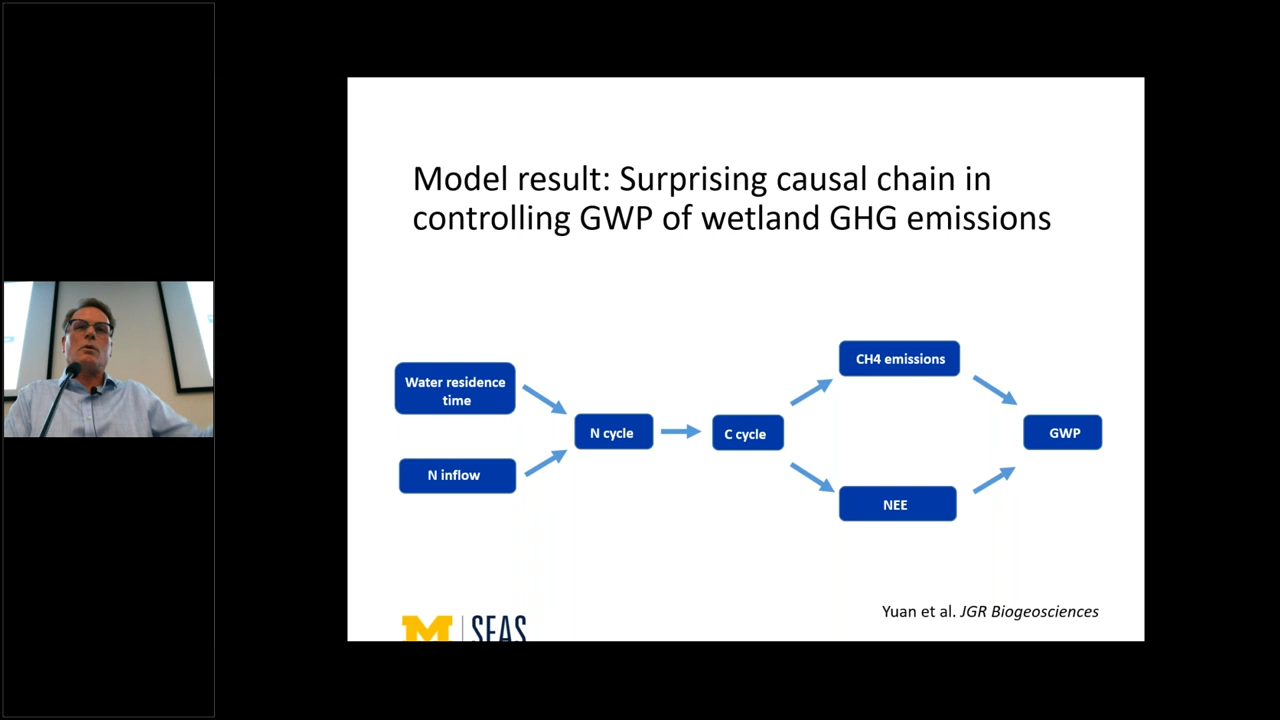 Model result: Surprising causal chain in
controlling GWP of wetland GHG emissions
Water residence
time
N inflow
N cycle
C cycle
CH4 emissions
NEE
GWP
Yuan et al. JGR Biogeosciences
M SEAS